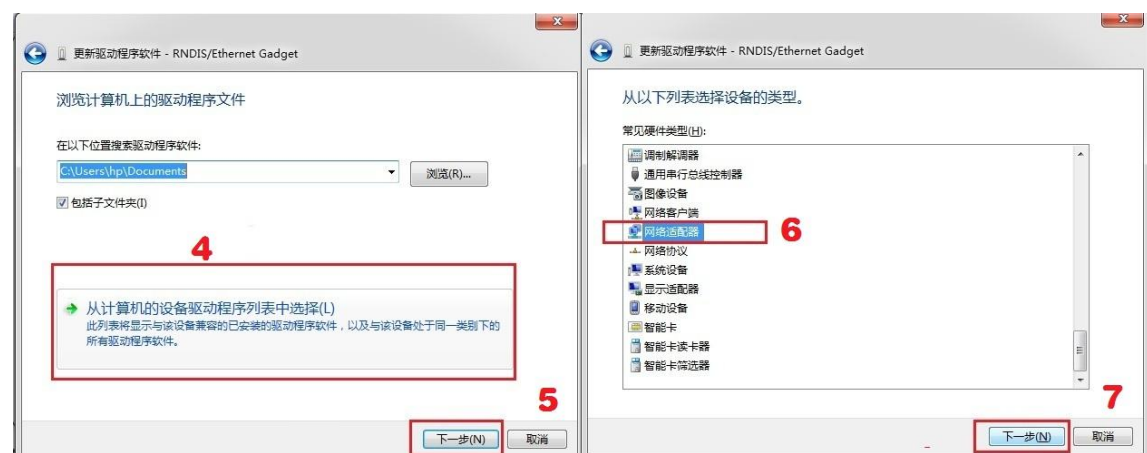 更新驱动程序软件 - RNDIS/Ethernet Gadget
浏览计算机上的驱动程序文件
在以下位置搜索驱动程序软件:
C:\Users\hp\Documents
浏览(R)...
包括子文件夹(I)
4
从计算机的设备驱动程序列表中选择(L)
此列表将显示与该设备兼容的已安装的驱动程序软件，以及与该设备处于同一类别下的
所有驱动程序软件。
5
下一步(N)
取消
更新驱动程序软件 - RNDIS/Ethernet Gadget
从以下列表选择设备的类型。
常见硬件类型(H):
调制解调器
通用串行总线控制器
图像设备
网络客户端
网络适配器
6
网络协议
系统设备
显示适配器
移动设备
智能卡
智能卡读卡器
智能卡筛选器
7
下一步(N)
取消